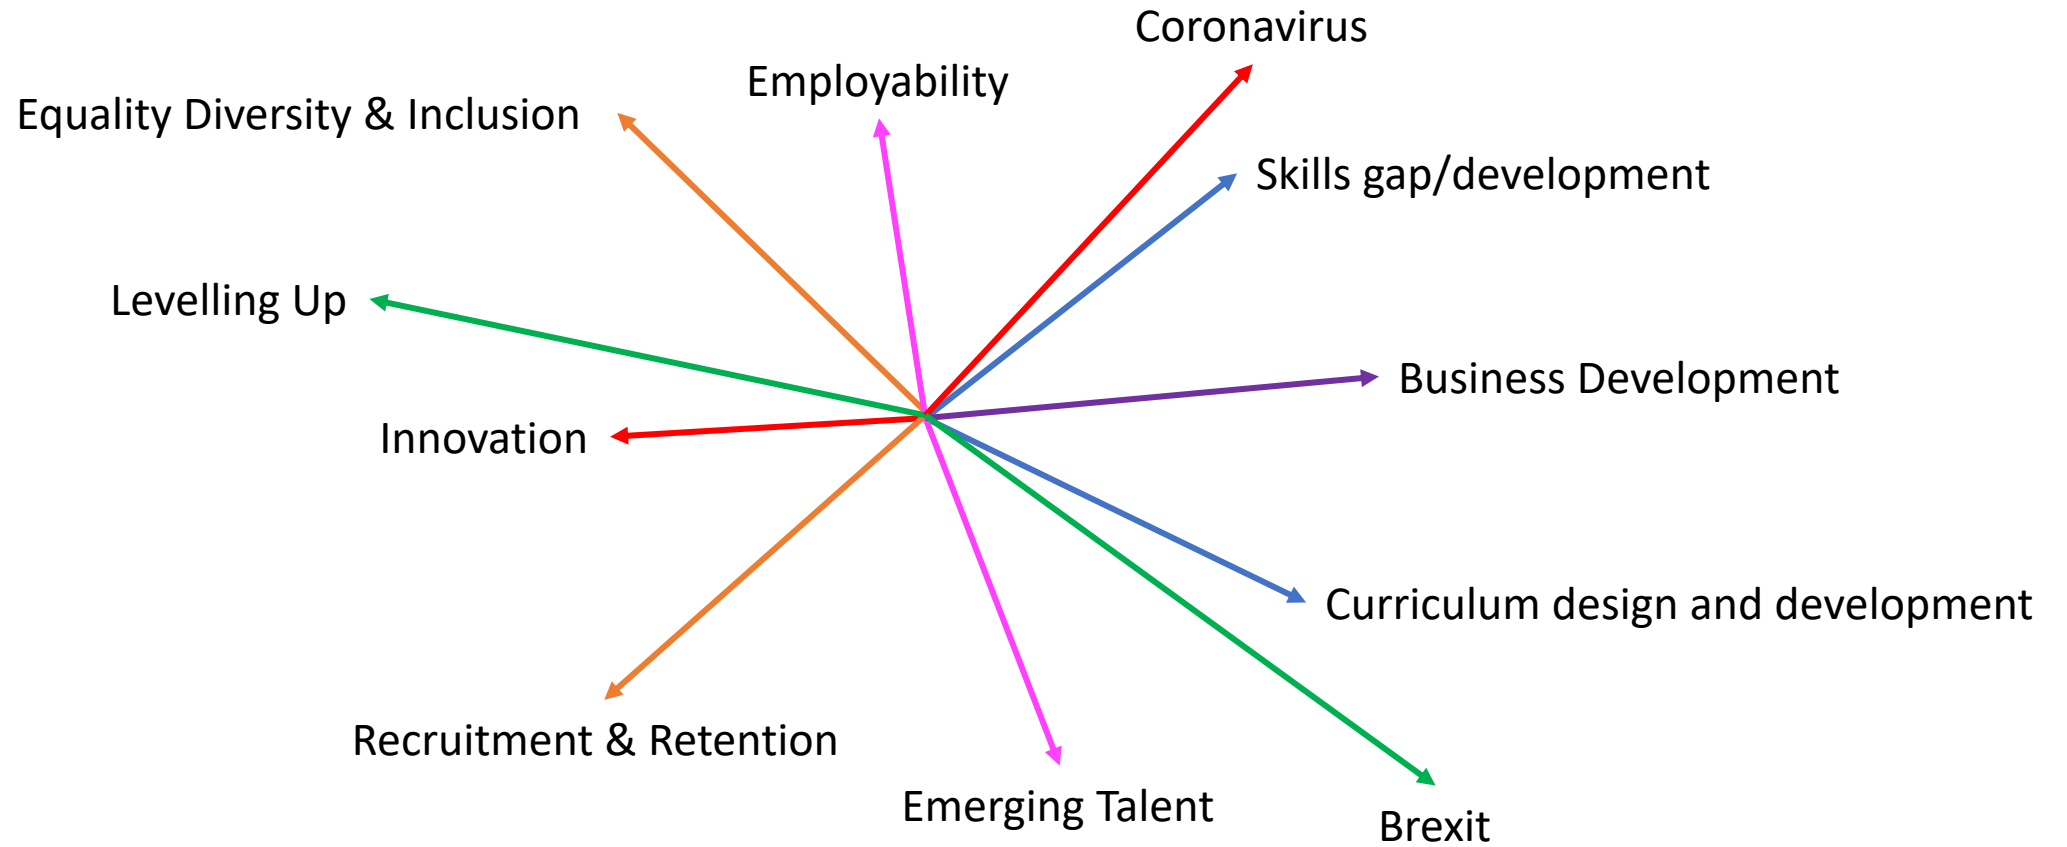 Coronavirus
Employability
Equality Diversity & Inclusion
Skills gap/development
Levelling Up
Business Development
Innovation
Curriculum design and development
Recruitment & Retention
Emerging Talent
Brexit